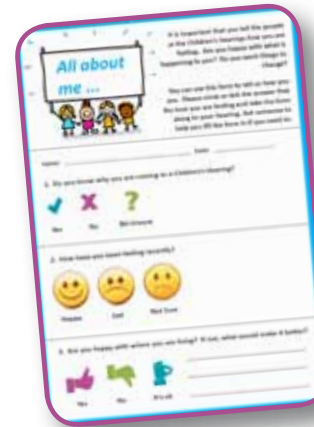 All about
me ...
It is important that you tell the people
at the Children's Hearing how you are
feeling. Are you happy with what is
happening to you? Do you want things to
change?
You can use this form to tell us how you
are. Please circle or tick the answer that
fits how you are feeling and take the form
along to your hearing. Ask someone to
help you fill the form in if you need to.
Name: Date:
1. Do you know why you are coming to a Children's Hearing?
Yes No Not sure
2. How have you been feeling recently?
Happy Sad Not Sure
3. Are you happy with where you are living? If not, what would make it better?
Yes No It's ok